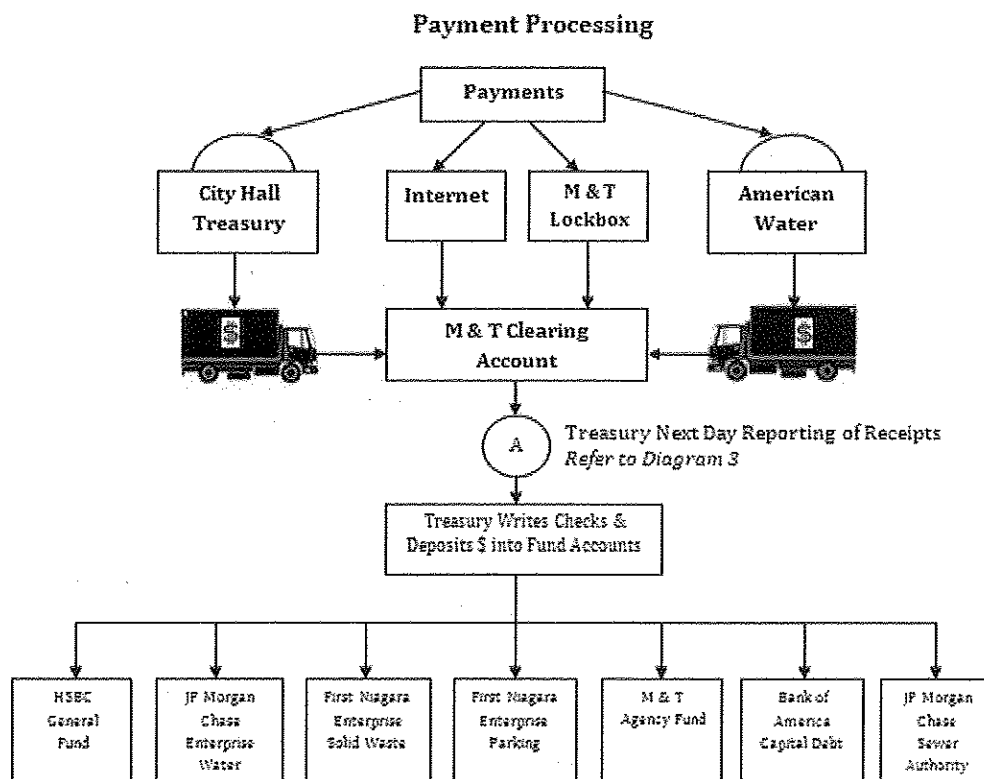 Payment Processing
Payments
City Hall
Treasury
Internet
M & T
Lockbox
American
Water
$
$
M & T Clearing
Account
A
Treasury Next Day Reporting of Receipts
Refer to Diagram 3
Treasury Writes Checks &
Deposits $ into Fund Accounts
HSBC
General
Fund
JP Morgan
Chase
Enterprise
Water
First Niagara
Enterprise
Solid Waste
First Niagara
Enterprise
Parking
M & T
Agency Fund
Bank of
America
Capital Debt
JP Morgan
Chase
Sewer
Authority